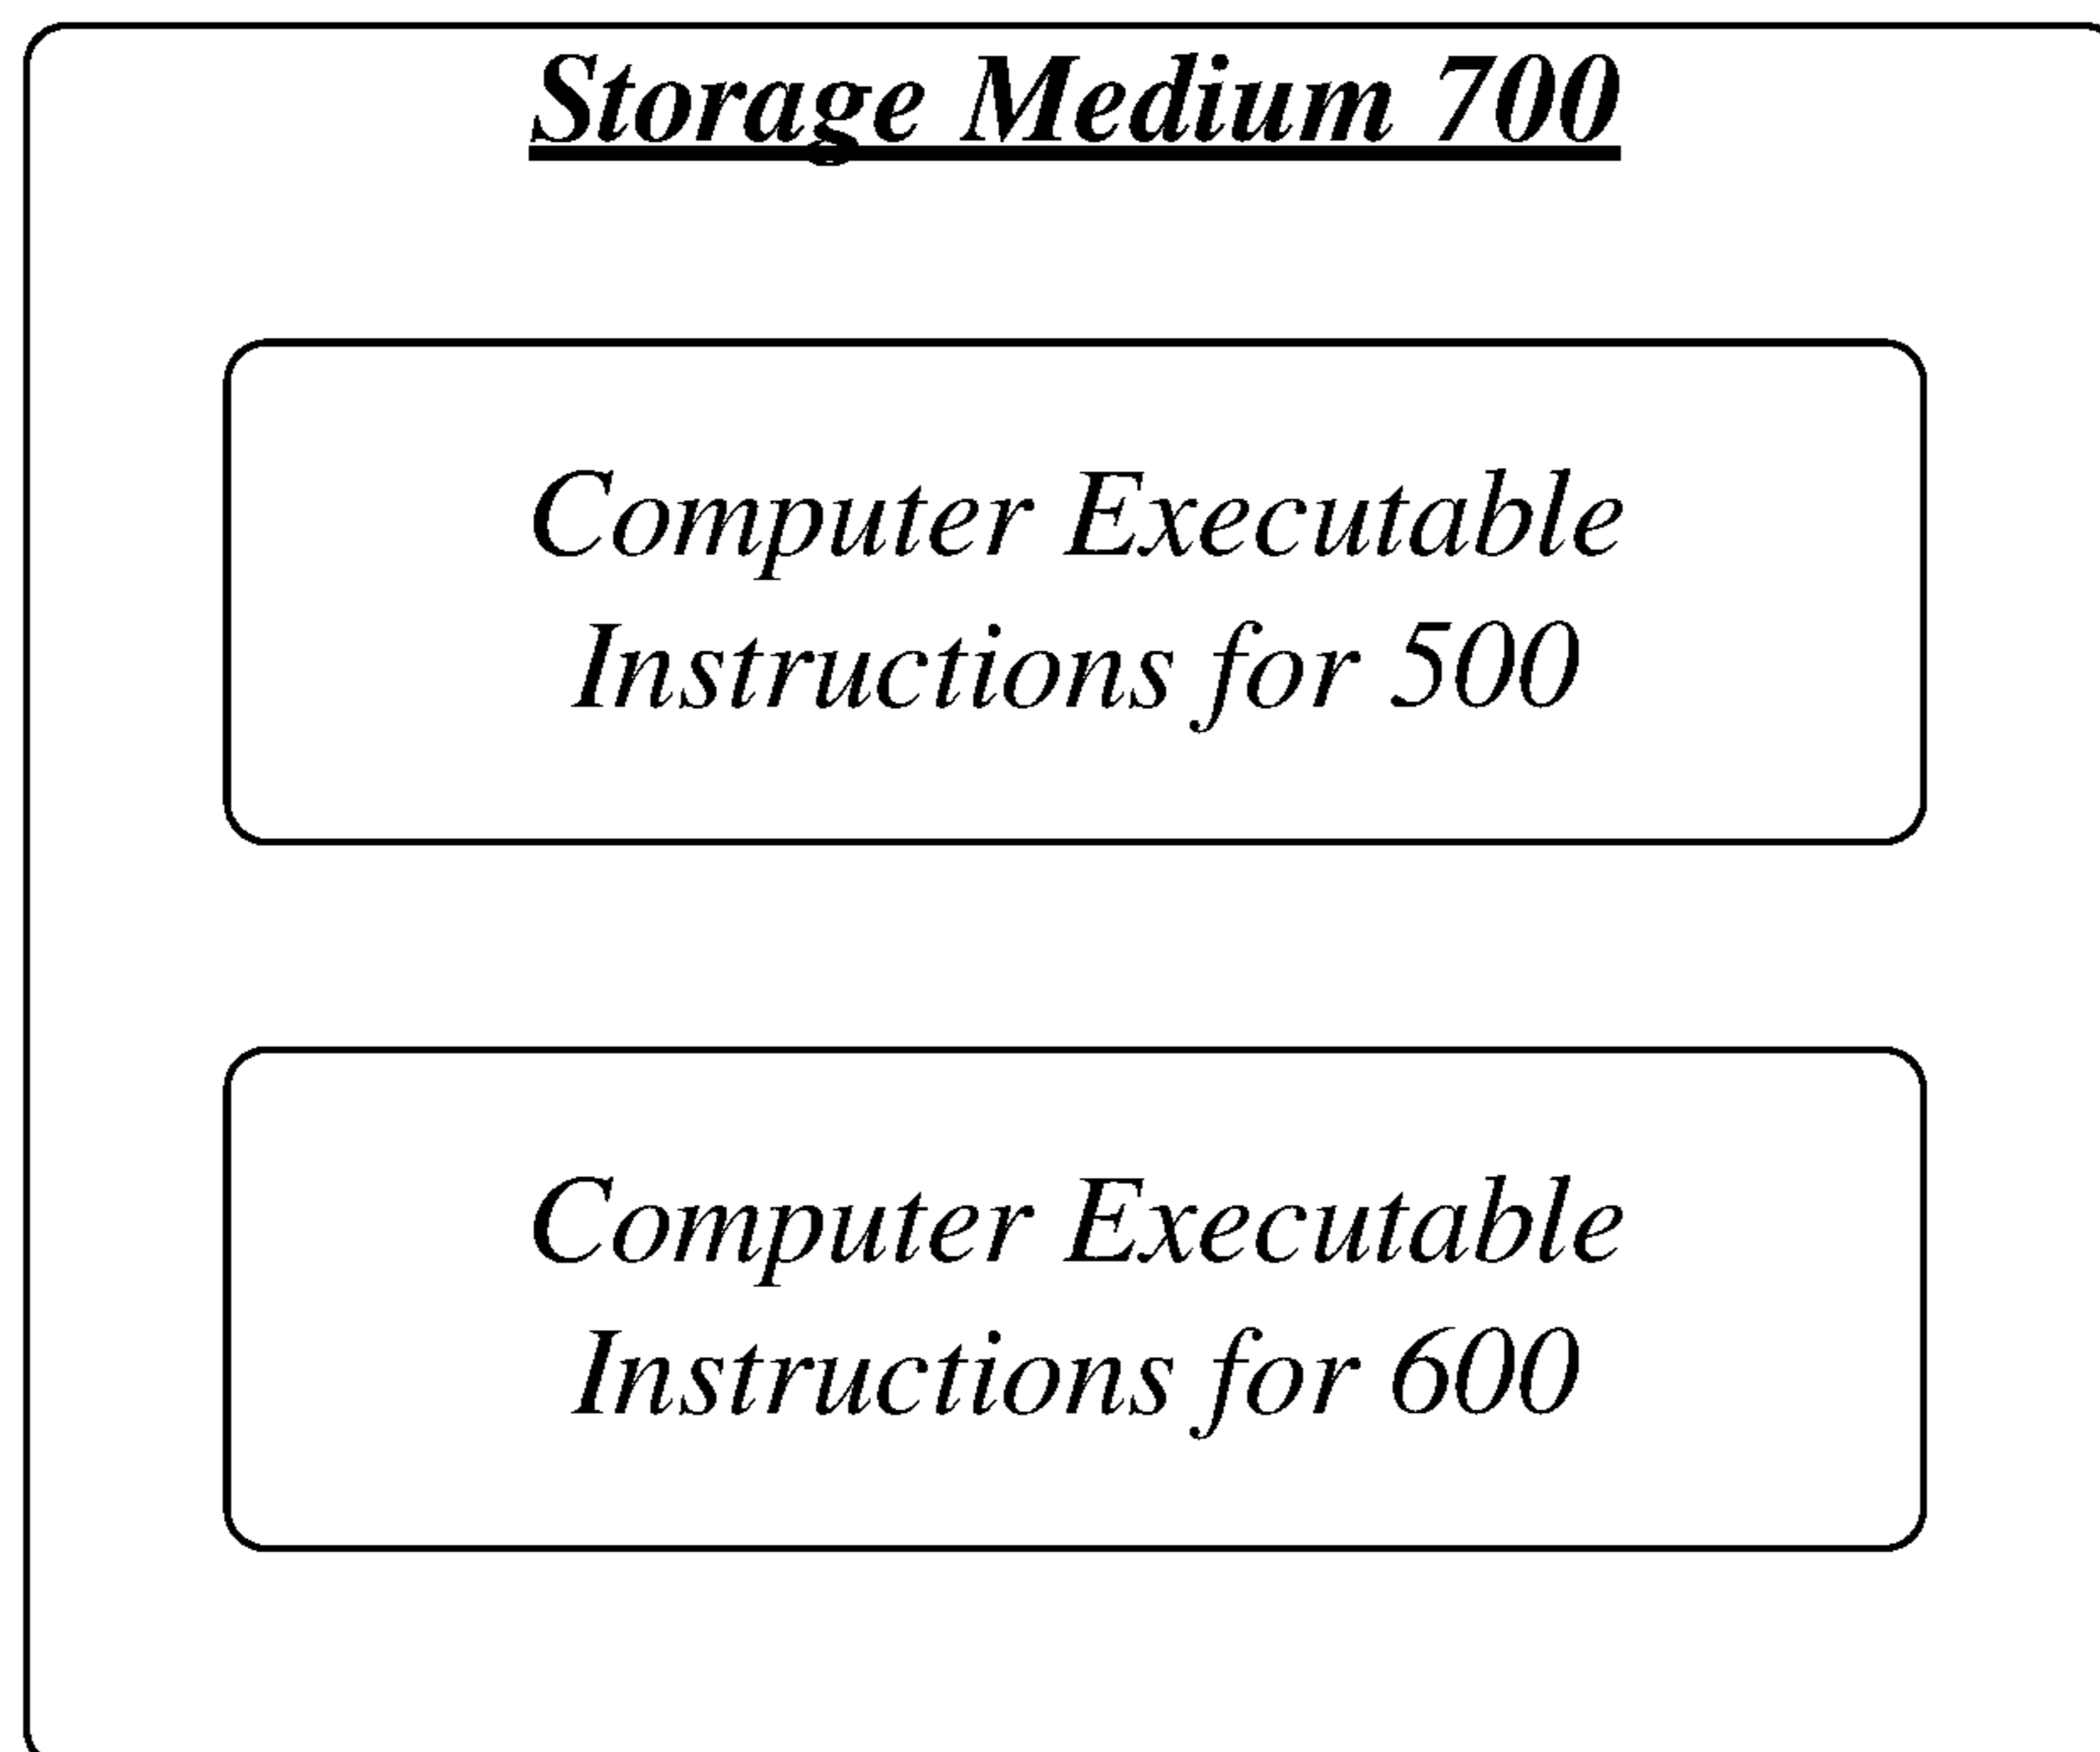 Storage Medium 700
Computer Executable
Instructions for 500
Computer Executable
Instructions for 600